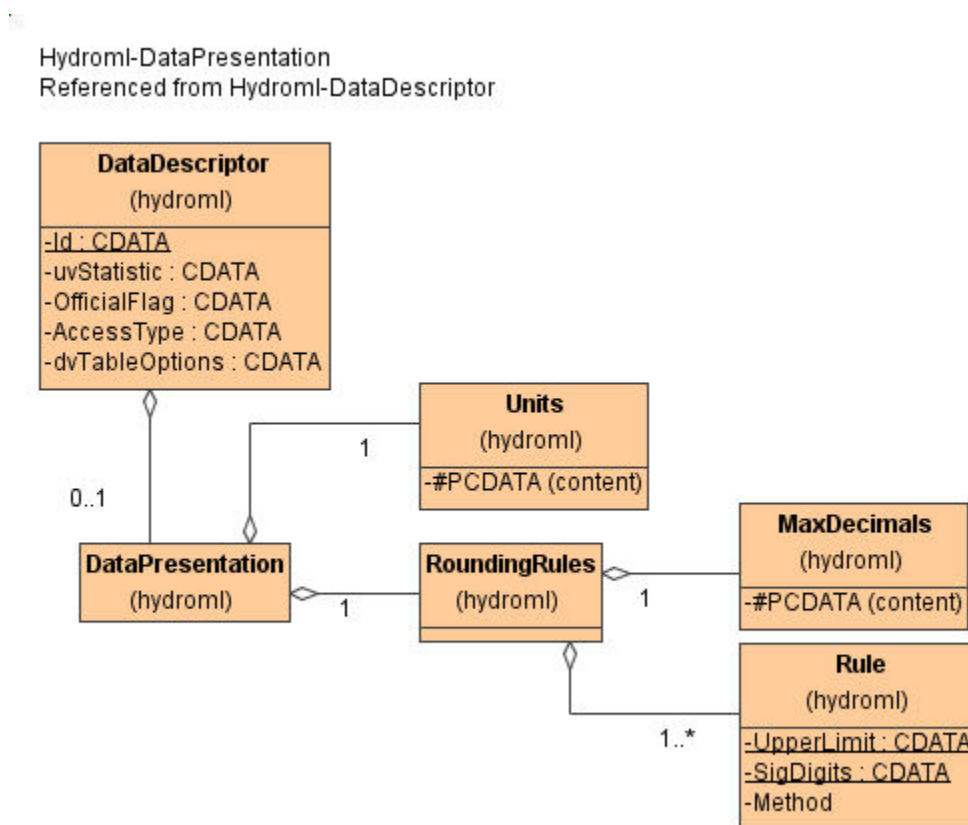 Hydroml-DataPresentation
Referenced from Hydroml-DataDescriptor
DataDescriptor
(hydroml)
-Id : CDATA
-uvStatistic : CDATA
-OfficialFlag : CDATA
-AccessType : CDATA
-dvTableOptions : CDATA
0..1
DataPresentation
(hydroml)
1
Units
(hydroml)
-#PCDATA (content)
1
RoundingRules
(hydroml)
1
MaxDecimals
(hydroml)
-#PCDATA (content)
1..*
Rule
(hydroml)
-UpperLimit : CDATA
-SigDigits : CDATA
-Method